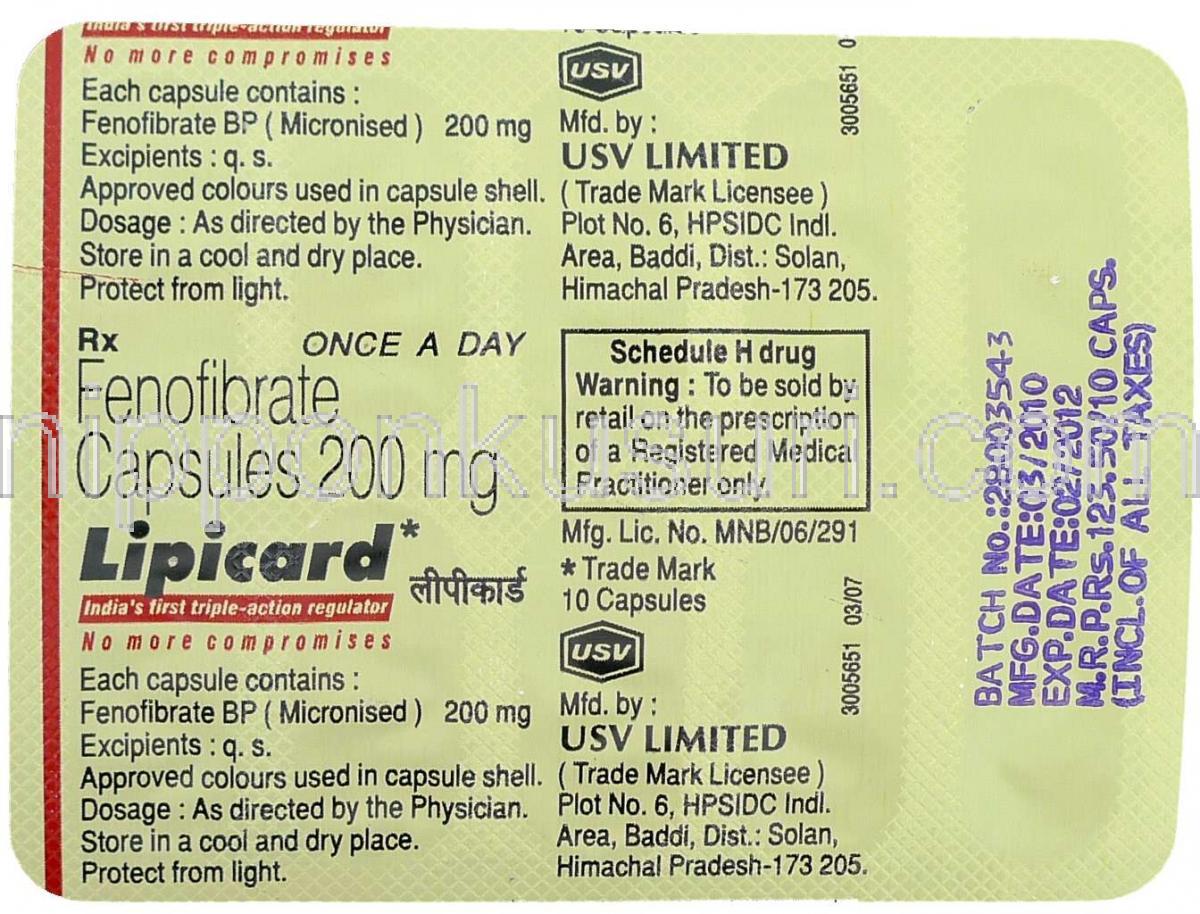 India's first triple-action regulator
No more compromises
Each capsule contains :
Fenofibrate BP ( Micronised ) 200 mg
Excipients : q. s.
Approved colours used in capsule shell.
Dosage : As directed by the Physician.
Store in a cool and dry place.
Protect from light.
Rx ONCE A DAY
Fenofibrate
Capsules 200 mg
Lipicard*
लीपीकार्ड
India's first triple-action regulator
No more compromises
Each capsule contains :
Fenofibrate BP ( Micronised ) 200 mg
Excipients : q. s.
Approved colours used in capsule shell.
Dosage : As directed by the Physician.
Store in a cool and dry place.
Protect from light.
10 Capsules
USV
Mfd. by :
USV LIMITED
( Trade Mark Licensee )
Plot No. 6, HPSIDC Indl.
Area, Baddi, Dist.: Solan,
Himachal Pradesh-173 205.
Schedule H drug
Warning : To be sold by
retail on the prescription
of a Registered Medical
Practitioner only.
Mfg. Lic. No. MNB/06/291
* Trade Mark
10 Capsules
USV
Mfd. by :
USV LIMITED
( Trade Mark Licensee )
Plot No. 6, HPSIDC Indl.
Area, Baddi, Dist.: Solan,
Himachal Pradesh-173 205.
3005651 0
3005651 03/07
BATCH No.:28003543
MFG.DATE:03/2010
EXP.DATE:02/2012
M.R.P.Rs.123.50/10 CAPS.
(INCL.OF ALL TAXES)
nipponkusuri.com